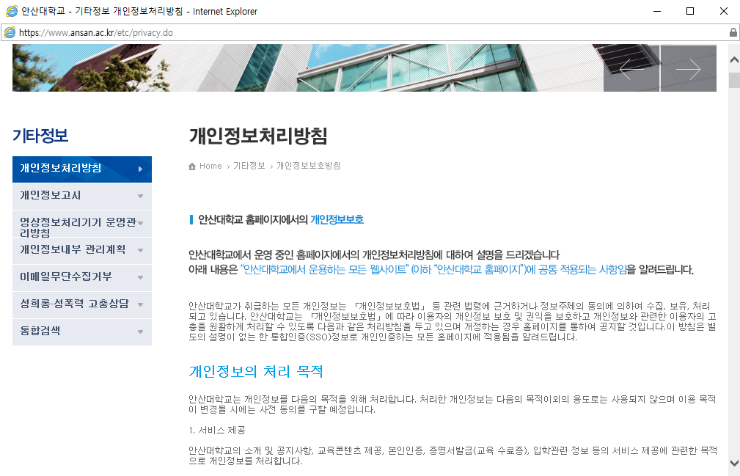 안산대학교 - 기타정보 개인정보처리방침 - Internet Explorer
https://www.ansan.ac.kr/etc/privacy.do
기타정보
개인정보처리방침
개인정보고시
영상정보처리기기 운영관
리방침
개인정보내부 관리계획
이메일무단수집거부
성희롱·성폭력 고충상담
통합검색
개인정보처리방침
Home > 기타정보 > 개인정보보호방침
안산대학교 홈페이지에서의 개인정보보호
안산대학교에서 운영 중인 홈페이지에서의 개인정보처리방침에 대하여 설명을 드리겠습니다
아래 내용은 "안산대학교에서 운용하는 모든 웹사이트" (이하 "안산대학교 홈페이지")에 공통 적용되는 사항임을 알려드립니다.
안산대학교가 취급하는 모든 개인정보는 「개인정보보호법」 등 관련 법령에 근거하거나 정보주체의 동의에 의하여 수집, 보유, 처리
되고 있습니다. 안산대학교는 「개인정보보호법」에 따라 이용자의 개인정보 보호 및 권익을 보호하고 개인정보와 관련한 이용자의 고
충을 원활하게 처리할 수 있도록 다음과 같은 처리방침을 두고 있으며 개정하는 경우 홈페이지를 통하여 공지할 것입니다.이 방침은 별
도의 설명이 없는 한 통합인증(SSO)정보로 개인인증하는 모든 홈페이지에 적용됨을 알려드립니다.
개인정보의 처리 목적
안산대학교는 개인정보를 다음의 목적을 위해 처리합니다. 처리한 개인정보는 다음의 목적이외의 용도로는 사용되지 않으며 이용 목적
이 변경될 시에는 사전 동의를 구할 예정입니다.
1. 서비스 제공
안산대학교의 소개 및 공지사항, 교육콘텐츠 제공, 본인인증, 증명서발급(교육 수료증), 입학관련 정보 등의 서비스 제공에 관련한 목적
으로 개인정보를 처리합니다.